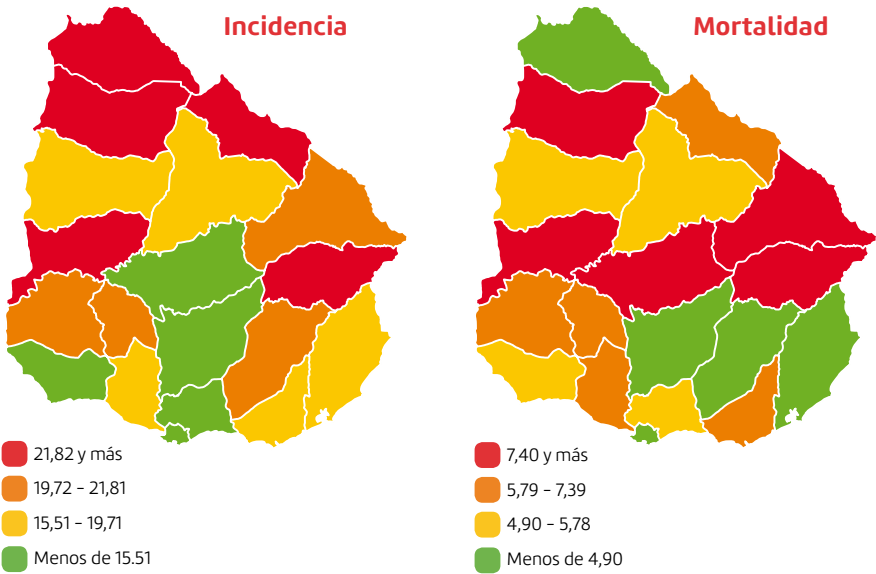 Incidencia
21,82 y más
19,72 - 21,81
15,51 - 19,71
Menos de 15.51
Mortalidad
7,40 y más
5,79 - 7,39
4,90 - 5,78
Menos de 4,90